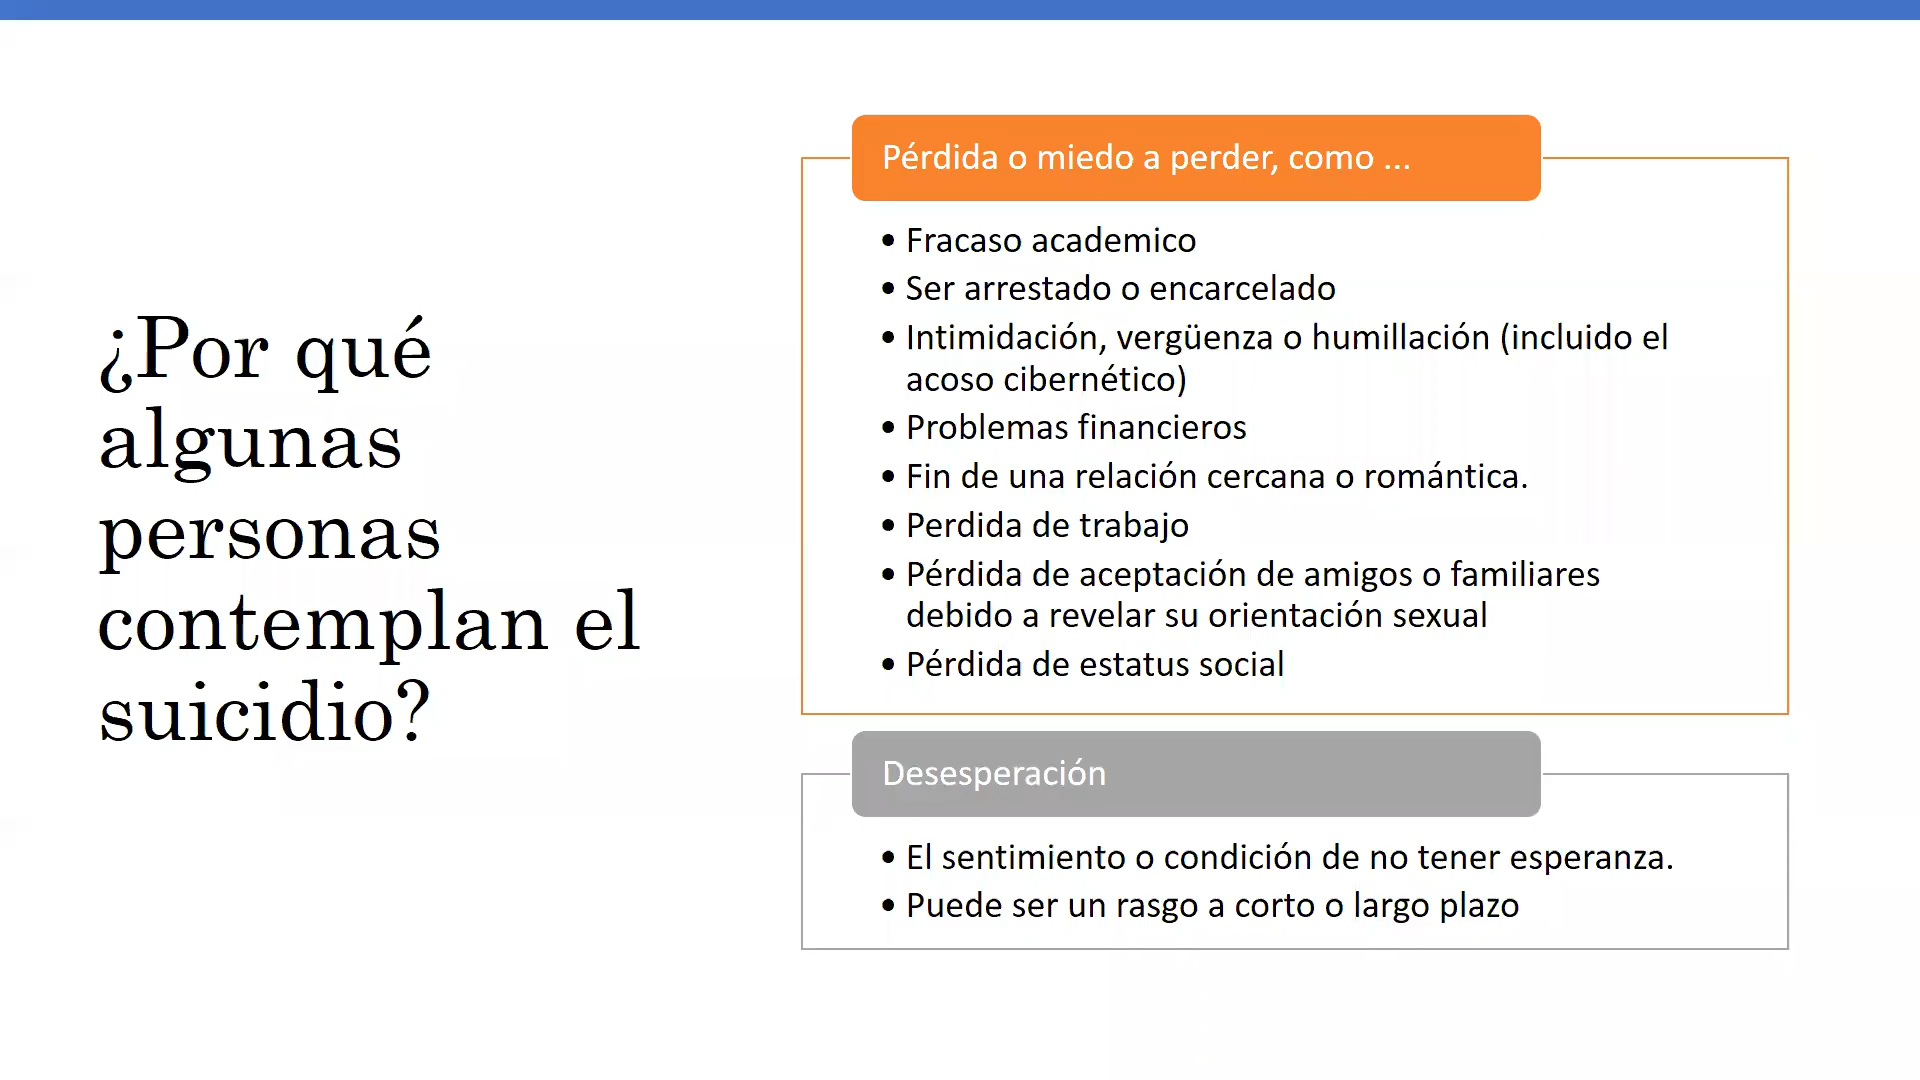 ¿Por qué
algunas
personas
contemplan el
suicidio?
Pérdida o miedo a perder, como ...
• Fracaso academico
• Ser arrestado o encarcelado
• Intimidación, vergüenza o humillación (incluido el
acoso cibernético)
• Problemas financieros
• Fin de una relación cercana o romántica.
• Perdida de trabajo
• Pérdida de aceptación de amigos o familiares
debido a revelar su orientación sexual
• Pérdida de estatus social
Desesperación
• El sentimiento o condición de no tener esperanza.
• Puede ser un rasgo a corto o largo plazo